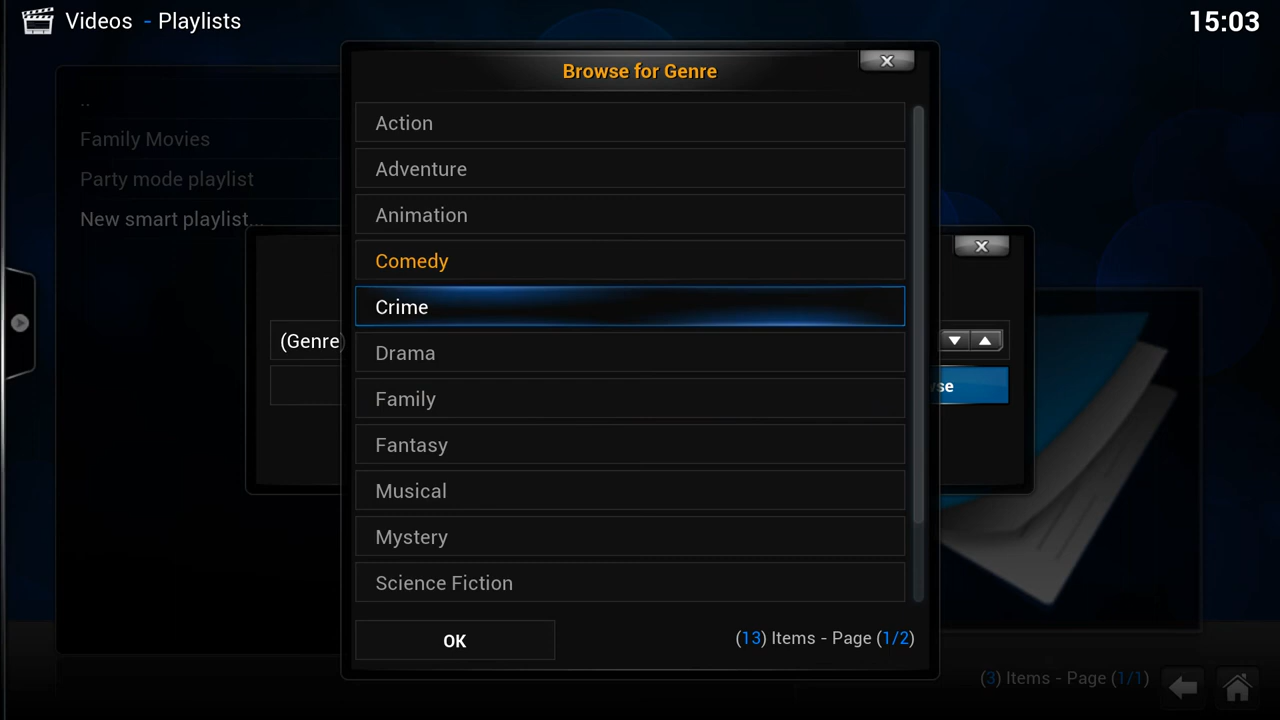 Videos - Playlists
15:03
Browse for Genre
..
Family Movies
Party mode playlist
New smart playlist...
Action
Adventure
Animation
Comedy
Crime
Drama
Family
Fantasy
Musical
Mystery
Science Fiction
(Genre)
OK
(13) Items - Page (1/2)
(3) Items - Page (1/1)